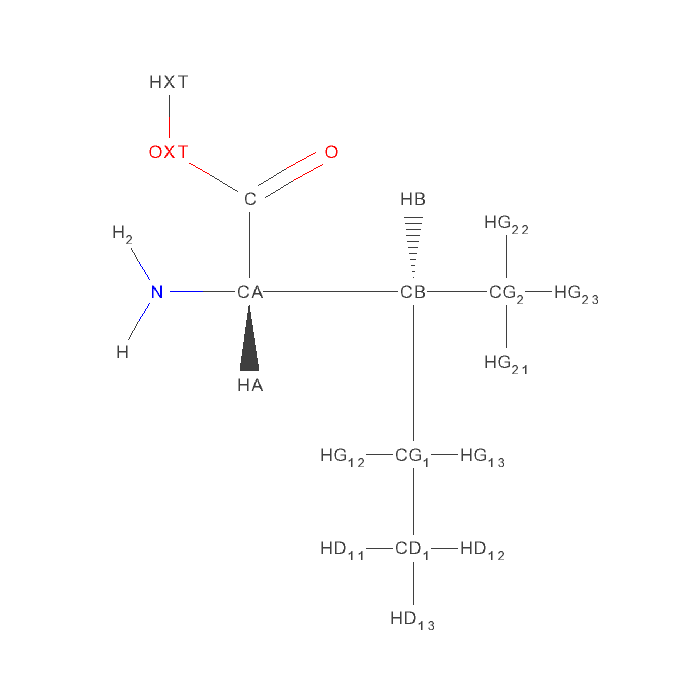 HXT
OXT O
C HB
H2 HG22
N CA CB CG2 HG23
H HG21
HA
HG12 CG1 HG13
HD11 CD1 HD12
HD13